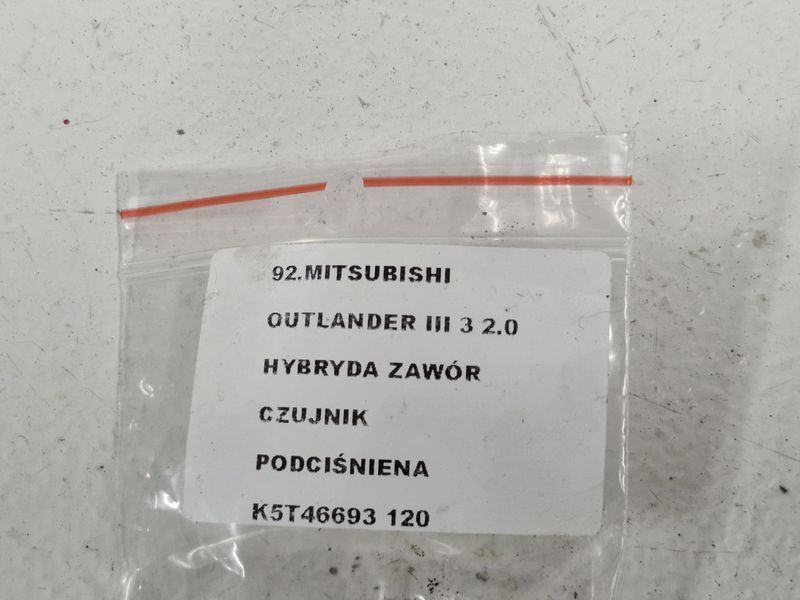 92.MITSUBISHI
OUTLANDER III 3 2.0
HYBRYDA ZAWÓR
CZUJNIK
PODCIŚNIENA
K5T46693 120